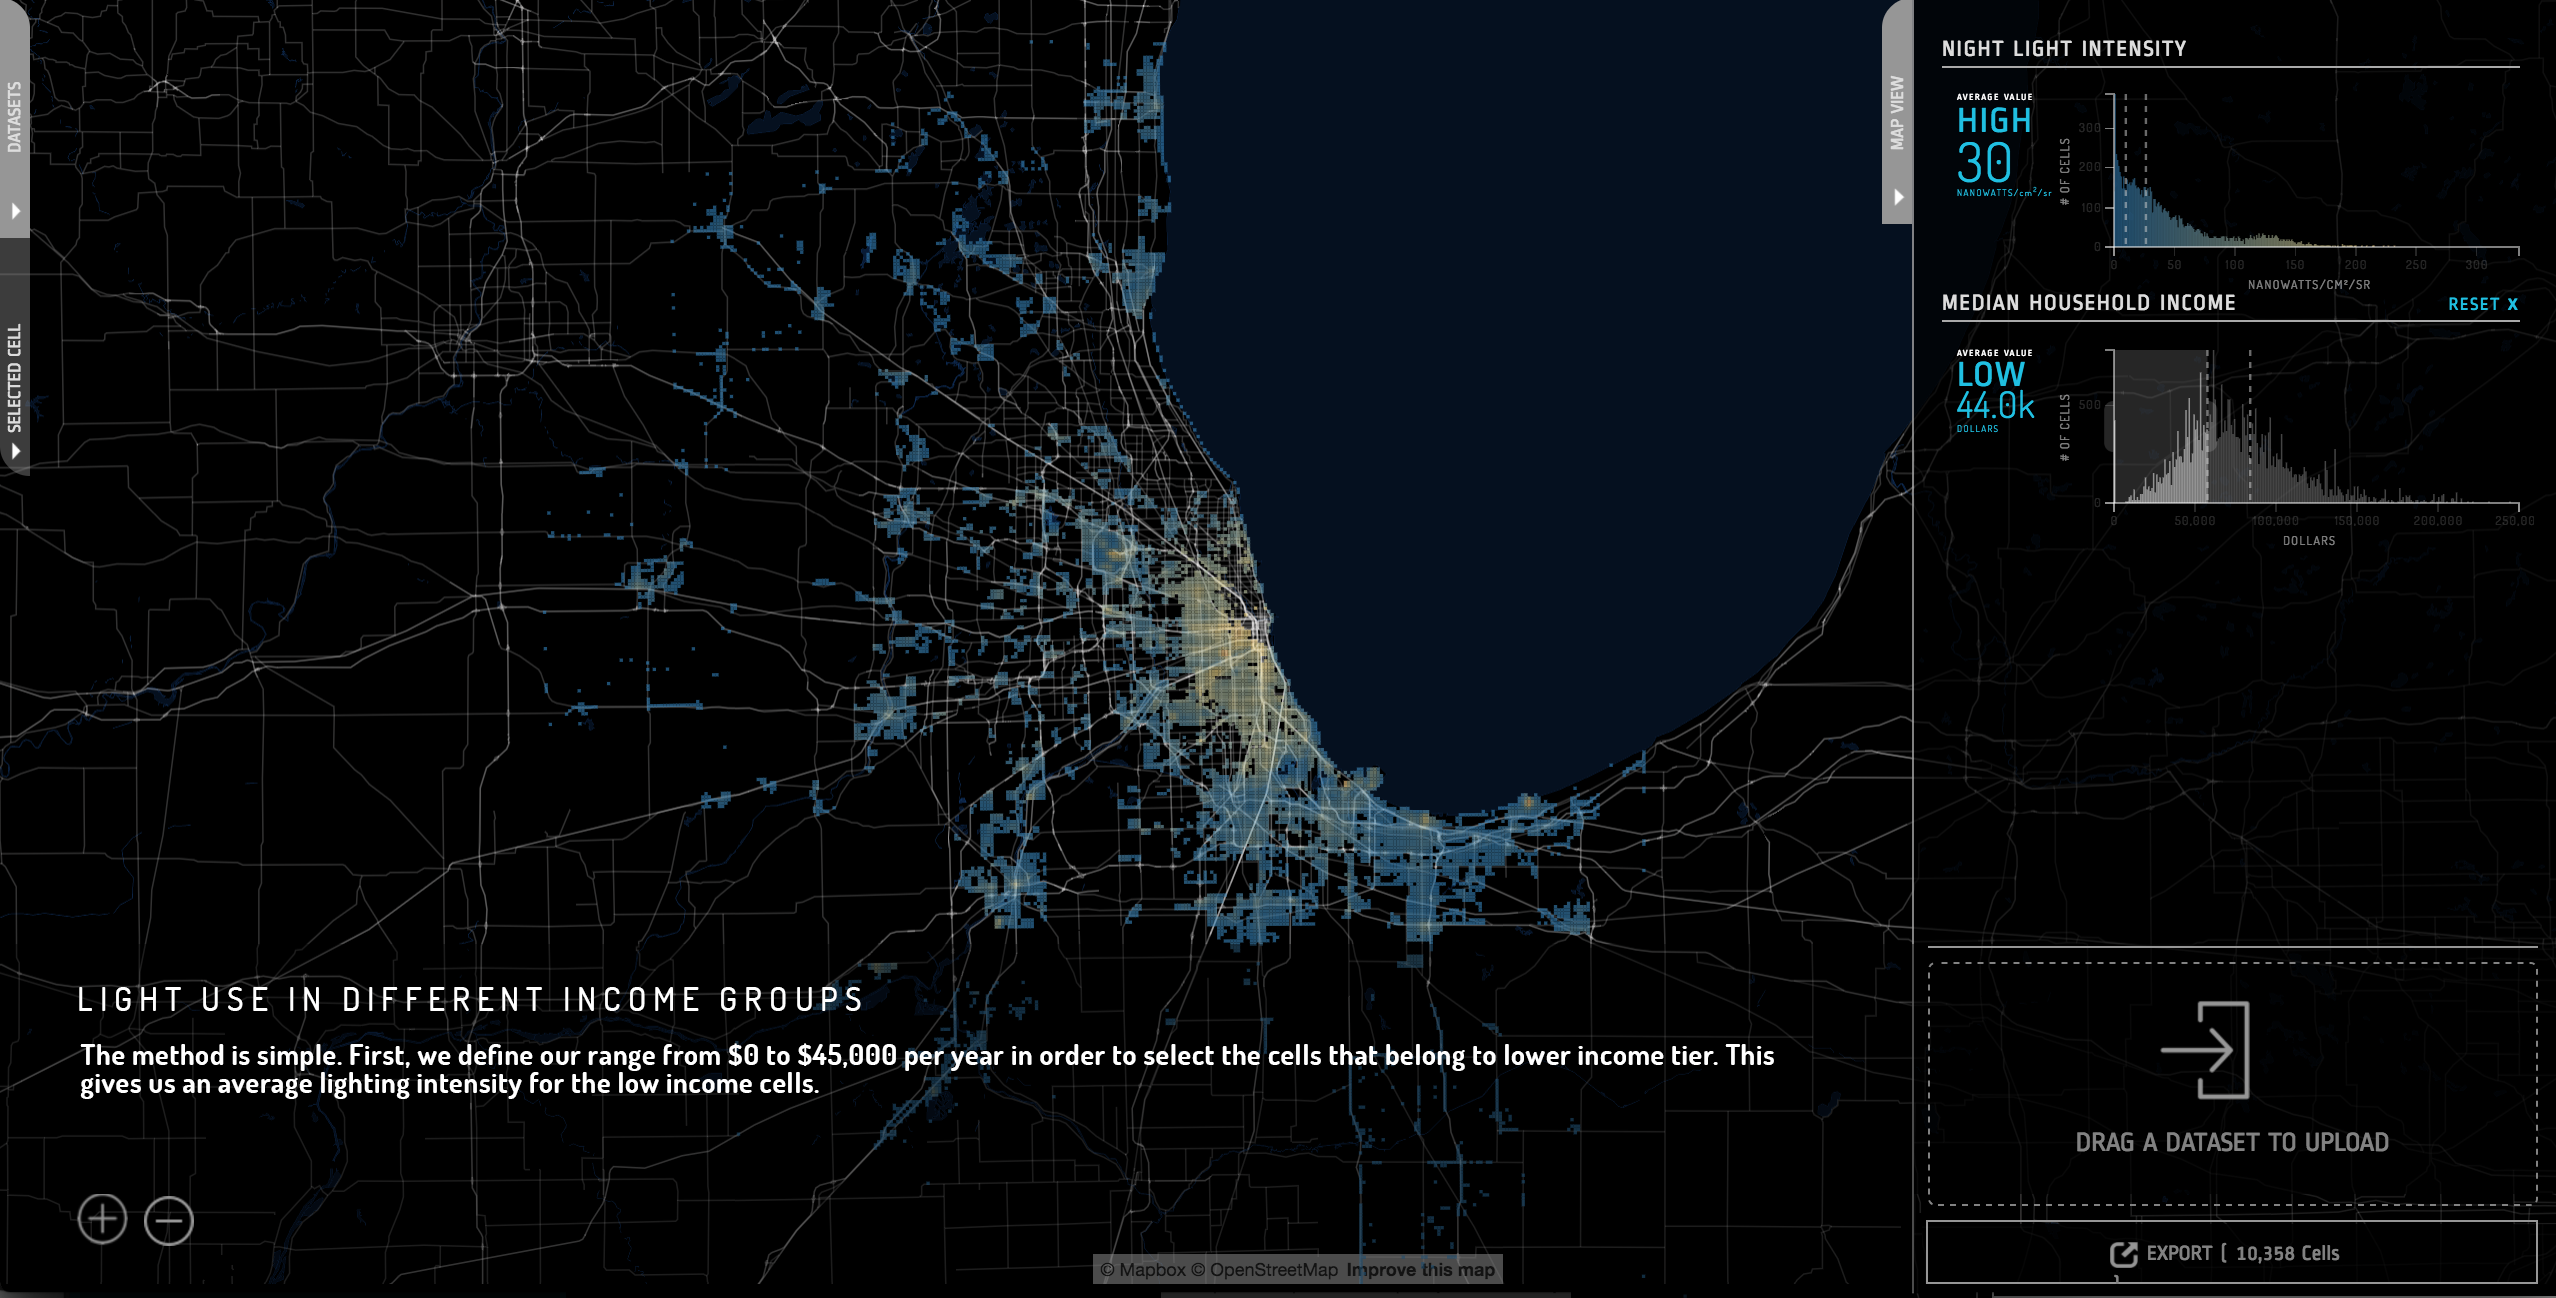 DATASETS
SELECTED CELL
MAP VIEW
NIGHT LIGHT INTENSITY
AVERAGE VALUE
HIGH
30
NANOWATTS/cm²/sr
# OF CELLS
300
200
100
0
0 50 100 150 200 250 300
NANOWATTS/CM²/SR
MEDIAN HOUSEHOLD INCOME
RESET X
AVERAGE VALUE
LOW
44.0k
DOLLARS
# OF CELLS
500
0
0 50,000 100,000 150,000 200,000 250,00
DOLLARS
LIGHT USE IN DIFFERENT INCOME GROUPS
The method is simple. First, we define our range from $0 to $45,000 per year in order to select the cells that belong to lower income tier. This
gives us an average lighting intensity for the low income cells.
DRAG A DATASET TO UPLOAD
EXPORT [ 10,358 Cells
]
© Mapbox © OpenStreetMap Improve this map